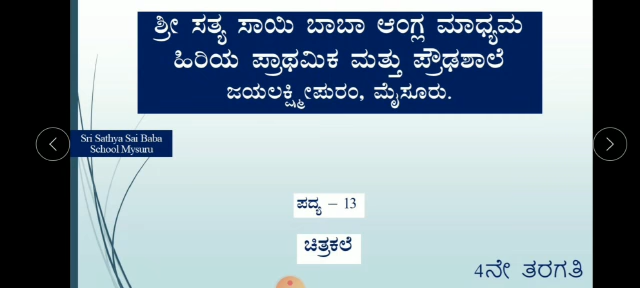 ಶ್ರೀ ಸತ್ಯ ಸಾಯಿ ಬಾಬಾ ಆಂಗ್ಲ ಮಾಧ್ಯಮ
ಹಿರಿಯ ಪ್ರಾಥಮಿಕ ಮತ್ತು ಪ್ರೌಢಶಾಲೆ
ಜಯಲಕ್ಷ್ಮೀಪುರಂ, ಮೈಸೂರು.
Sri Sathya Sai Baba
School Mysuru
ಪದ್ಯ – 13
ಚಿತ್ರಕಲೆ
4ನೇ ತರಗತಿ